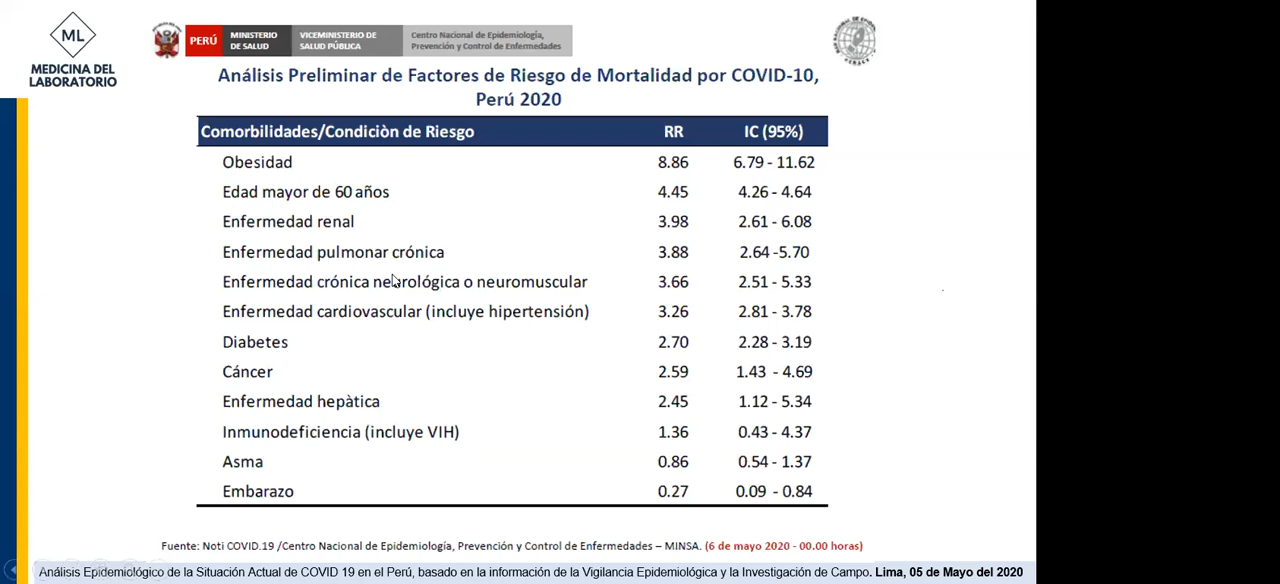 ML
MEDICINA DEL
LABORATORIO
PERÚ
MINISTERIO
DE SALUD
VICEMINISTERIO DE
SALUD PÚBLICA
Centro Nacional de Epidemiología,
Prevención y Control de Enfermedades
Análisis Preliminar de Factores de Riesgo de Mortalidad por COVID-10,
Perú 2020
Comorbilidades/Condiciòn de Riesgo RR IC (95%)
Obesidad 8.86 6.79 - 11.62
Edad mayor de 60 años 4.45 4.26 - 4.64
Enfermedad renal 3.98 2.61 - 6.08
Enfermedad pulmonar crónica 3.88 2.64 -5.70
Enfermedad crónica neurológica o neuromuscular 3.66 2.51 - 5.33
Enfermedad cardiovascular (incluye hipertensión) 3.26 2.81 - 3.78
Diabetes 2.70 2.28 - 3.19
Cáncer 2.59 1.43 - 4.69
Enfermedad hepàtica 2.45 1.12 - 5.34
Inmunodeficiencia (incluye VIH) 1.36 0.43 - 4.37
Asma 0.86 0.54 - 1.37
Embarazo 0.27 0.09 - 0.84
Fuente: Noti COVID.19 /Centro Nacional de Epidemiología, Prevención y Control de Enfermedades – MINSA. (6 de mayo 2020 - 00.00 horas)
Análisis Epidemiológico de la Situación Actual de COVID 19 en el Perú, basado en la información de la Vigilancia Epidemiológica y la Investigación de Campo. Lima, 05 de Mayo del 2020